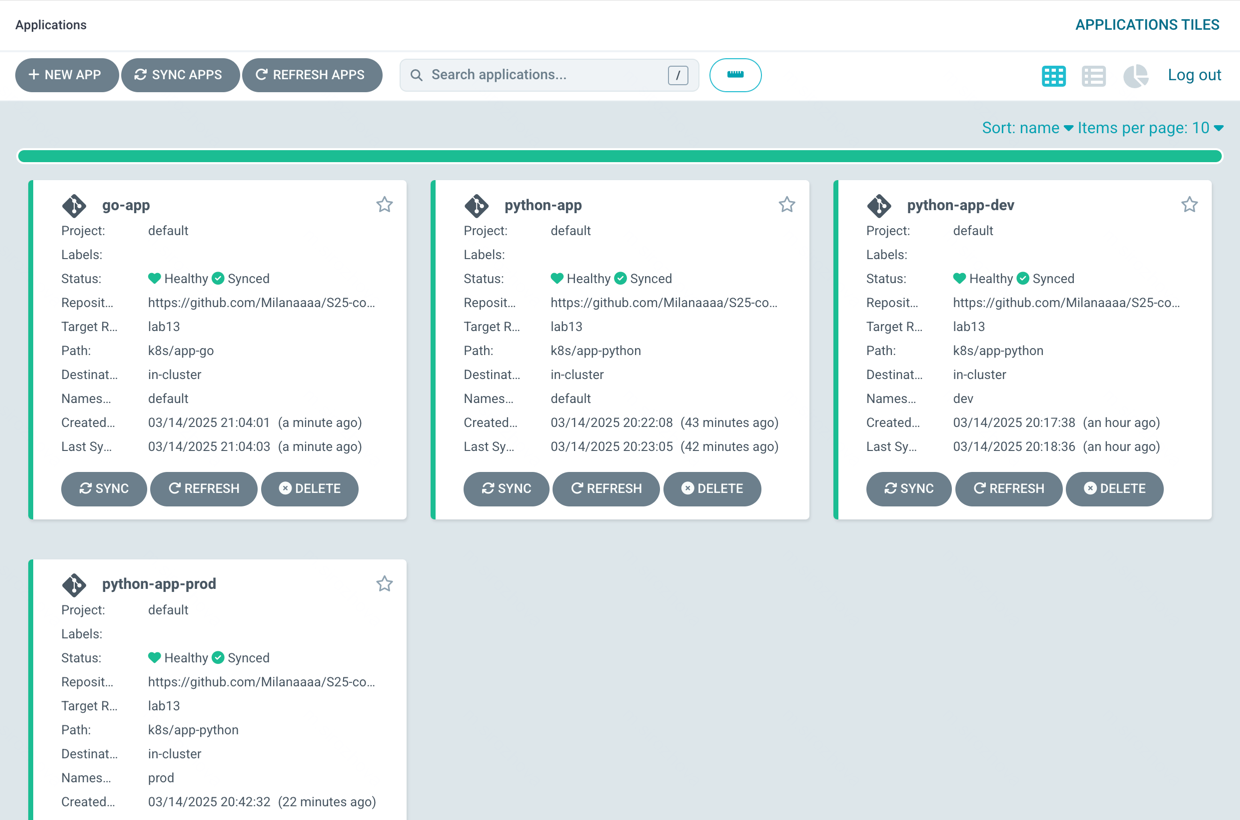 Applications
APPLICATIONS TILES
+ NEW APP
SYNC APPS
REFRESH APPS
Search applications...
/
Log out
Sort: name
Items per page: 10
go-app
Project: default
Labels:
Status: Healthy Synced
Reposit... https://github.com/Milanaaaa/S25-co...
Target R... lab13
Path: k8s/app-go
Destinat... in-cluster
Names... default
Created... 03/14/2025 21:04:01 (a minute ago)
Last Sy... 03/14/2025 21:04:03 (a minute ago)
SYNC
REFRESH
DELETE
python-app
Project: default
Labels:
Status: Healthy Synced
Reposit... https://github.com/Milanaaaa/S25-co...
Target R... lab13
Path: k8s/app-python
Destinat... in-cluster
Names... default
Created... 03/14/2025 20:22:08 (43 minutes ago)
Last Sy... 03/14/2025 20:23:05 (42 minutes ago)
SYNC
REFRESH
DELETE
python-app-dev
Project: default
Labels:
Status: Healthy Synced
Reposit... https://github.com/Milanaaaa/S25-co...
Target R... lab13
Path: k8s/app-python
Destinat... in-cluster
Names... dev
Created... 03/14/2025 20:17:38 (an hour ago)
Last Sy... 03/14/2025 20:18:36 (an hour ago)
SYNC
REFRESH
DELETE
python-app-prod
Project: default
Labels:
Status: Healthy Synced
Reposit... https://github.com/Milanaaaa/S25-co...
Target R... lab13
Path: k8s/app-python
Destinat... in-cluster
Names... prod
Created... 03/14/2025 20:42:32 (22 minutes ago)